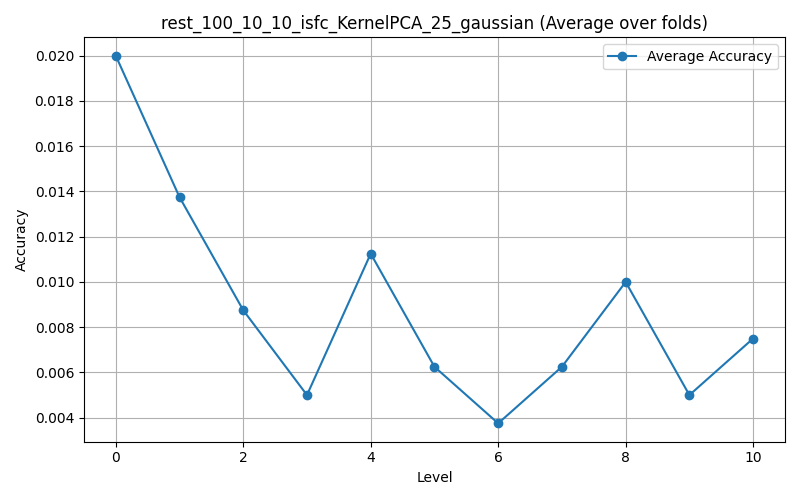 rest_100_10_10_isfc_KernelPCA_25_gaussian (Average over folds)
Average Accuracy
0.020
0.018
0.016
0.014
0.012
0.010
0.008
0.006
0.004
Accuracy
0 2 4 6 8 10
Level